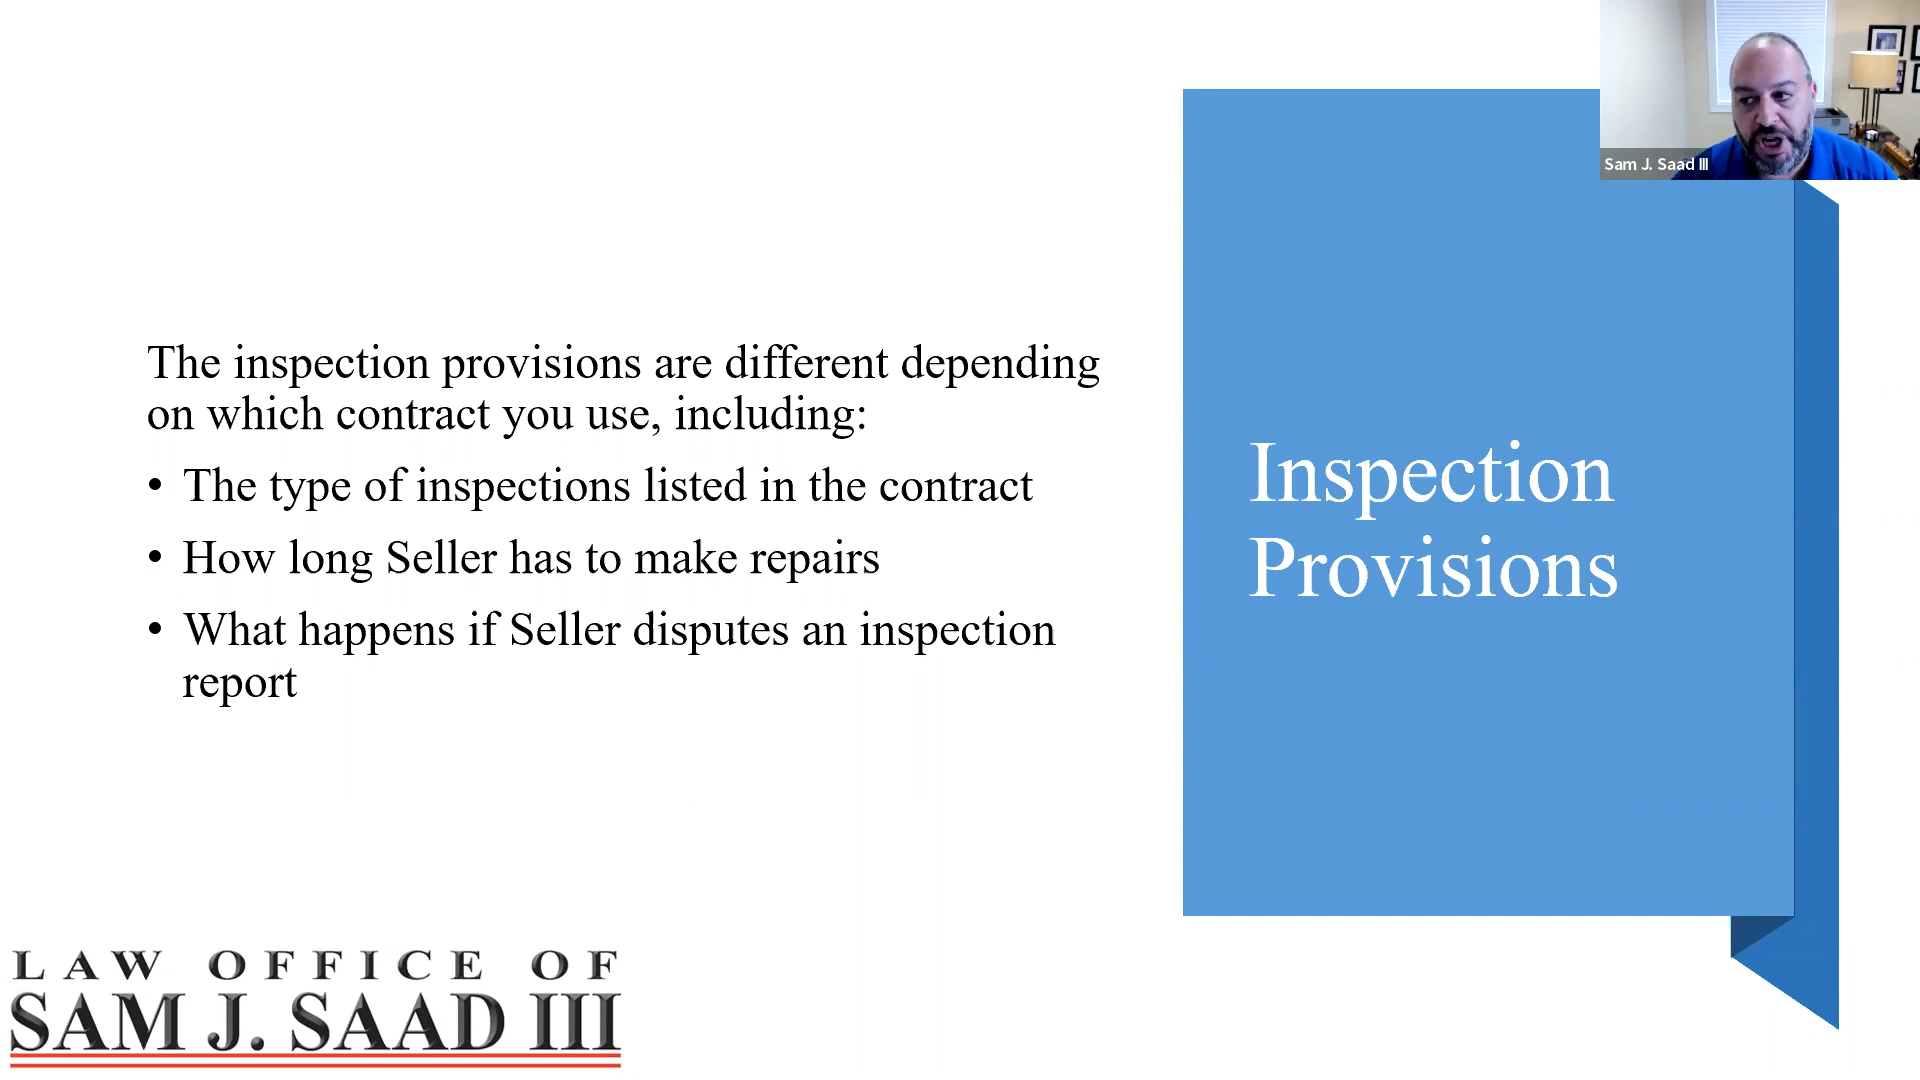 Sam J. Saad III
The inspection provisions are different depending
on which contract you use, including:
• The type of inspections listed in the contract
• How long Seller has to make repairs
• What happens if Seller disputes an inspection
report
Inspection
Provisions
LAW OFFICE OF
SAM J. SAAD III